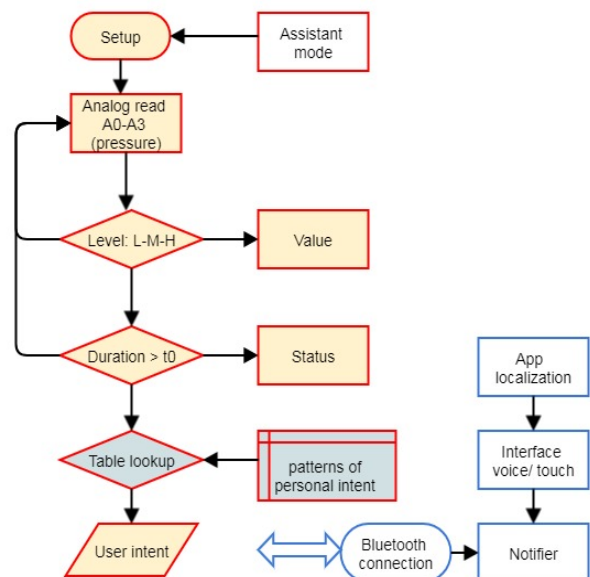 Setup
Assistant
mode
Analog read
A0-A3
(pressure)
Level: L-M-H
Value
Duration > t0
Status
App
localization
Table lookup
patterns of
personal intent
Interface
voice/ touch
User intent
Bluetooth
connection
Notifier